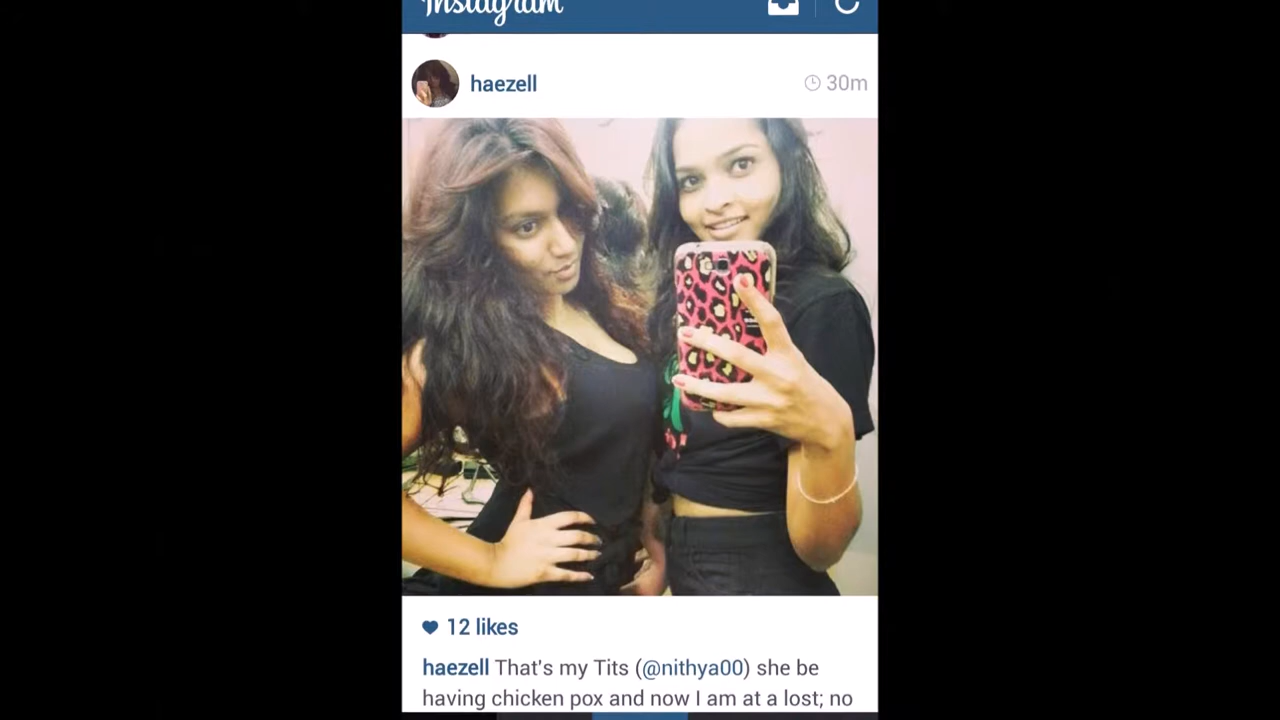 Instagram
haezell 30m
12 likes
haezell That's my Tits (@nithya00) she be
having chicken pox and now I am at a lost; no